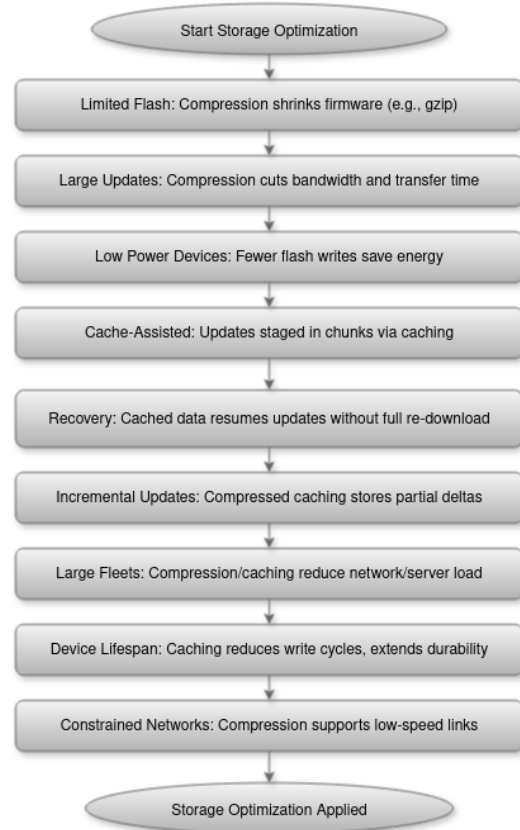 Start Storage Optimization
Limited Flash: Compression shrinks firmware (e.g., gzip)
Large Updates: Compression cuts bandwidth and transfer time
Low Power Devices: Fewer flash writes save energy
Cache-Assisted: Updates staged in chunks via caching
Recovery: Cached data resumes updates without full re-download
Incremental Updates: Compressed caching stores partial deltas
Large Fleets: Compression/caching reduce network/server load
Device Lifespan: Caching reduces write cycles, extends durability
Constrained Networks: Compression supports low-speed links
Storage Optimization Applied